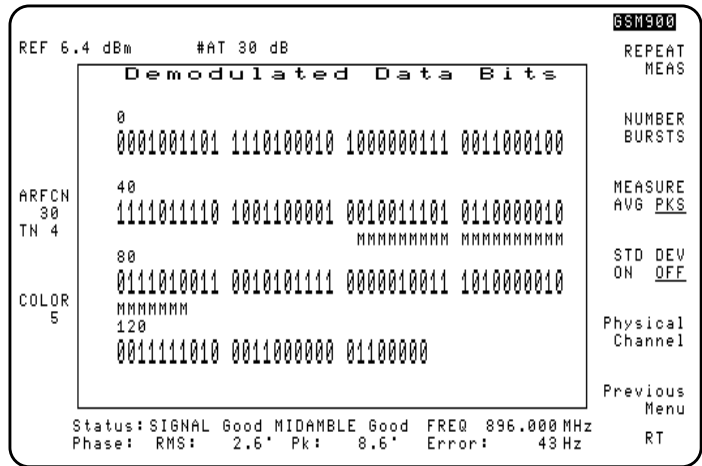 GSM900
REF 6.4 dBm #AT 30 dB
REPEAT
MEAS
Demodulated Data Bits
0
0001001101 1110100010 1000000111 0011000100
NUMBER
BURSTS
40
1111011110 1001100001 0010011101 0110000010
MMMMMMMMM MMMMMMMMMM
ARFCN
30
TN 4
MEASURE
AVG PKS
80
0111010011 0010101111 0000010011 1010000010
MMMMMMM
STD DEV
ON OFF
COLOR
5
120
0011111010 0011000000 01100000
Physical
Channel
Previous
Menu
Status: SIGNAL Good MIDAMBLE Good FREQ 896.000 MHz
Phase: RMS: 2.6° Pk: 8.6° Error: 43 Hz
RT